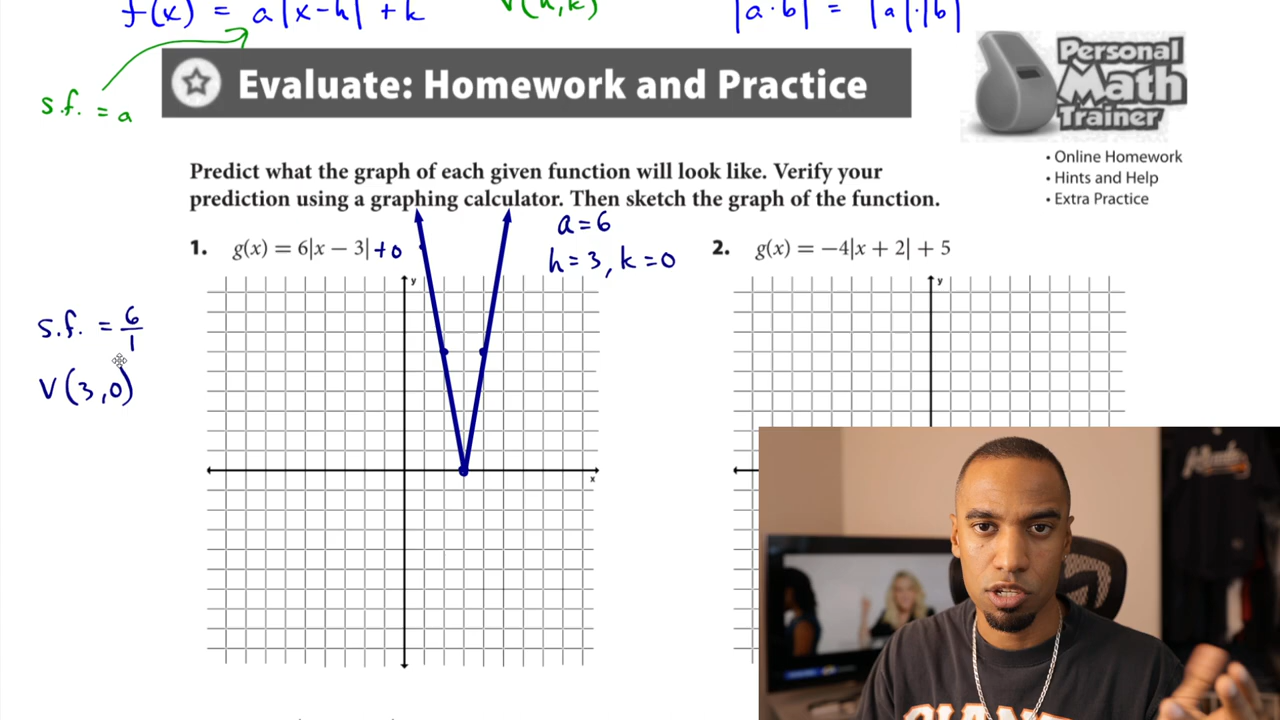 f(x) = a|x-h| + k
V(h,k)
|a·b| = |a|·|b|
s.f. = a
Evaluate: Homework and Practice
Personal
Math
Trainer
• Online Homework
• Hints and Help
• Extra Practice
Predict what the graph of each given function will look like. Verify your
prediction using a graphing calculator. Then sketch the graph of the function.
a=6
h=3, k=0
1. g(x) = 6|x − 3|+0
2. g(x) = −4|x + 2| + 5
y
y
s.f. = 6/1
V(3,0)
x